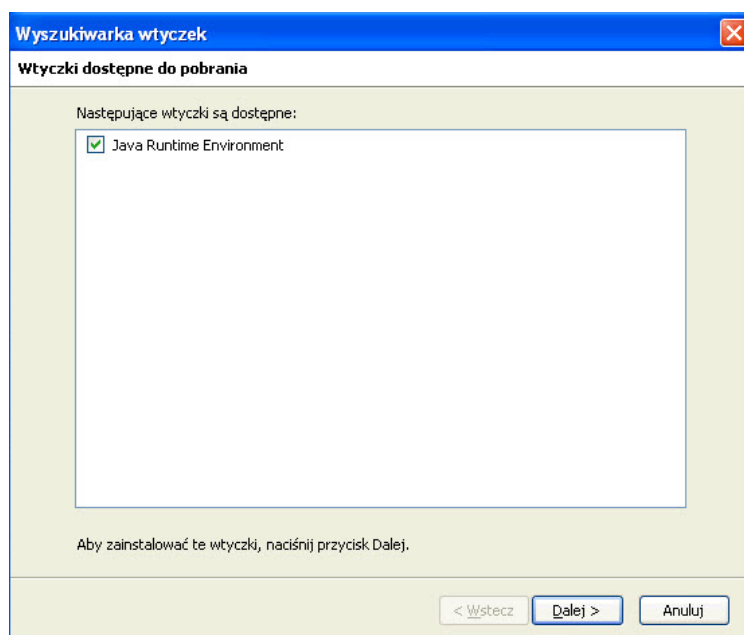 Wyszukiwarka wtyczek
Wtyczki dostępne do pobrania
Następujące wtyczki są dostępne:
Java Runtime Environment
Aby zainstalować te wtyczki, naciśnij przycisk Dalej.
< Wstecz Dalej > Anuluj